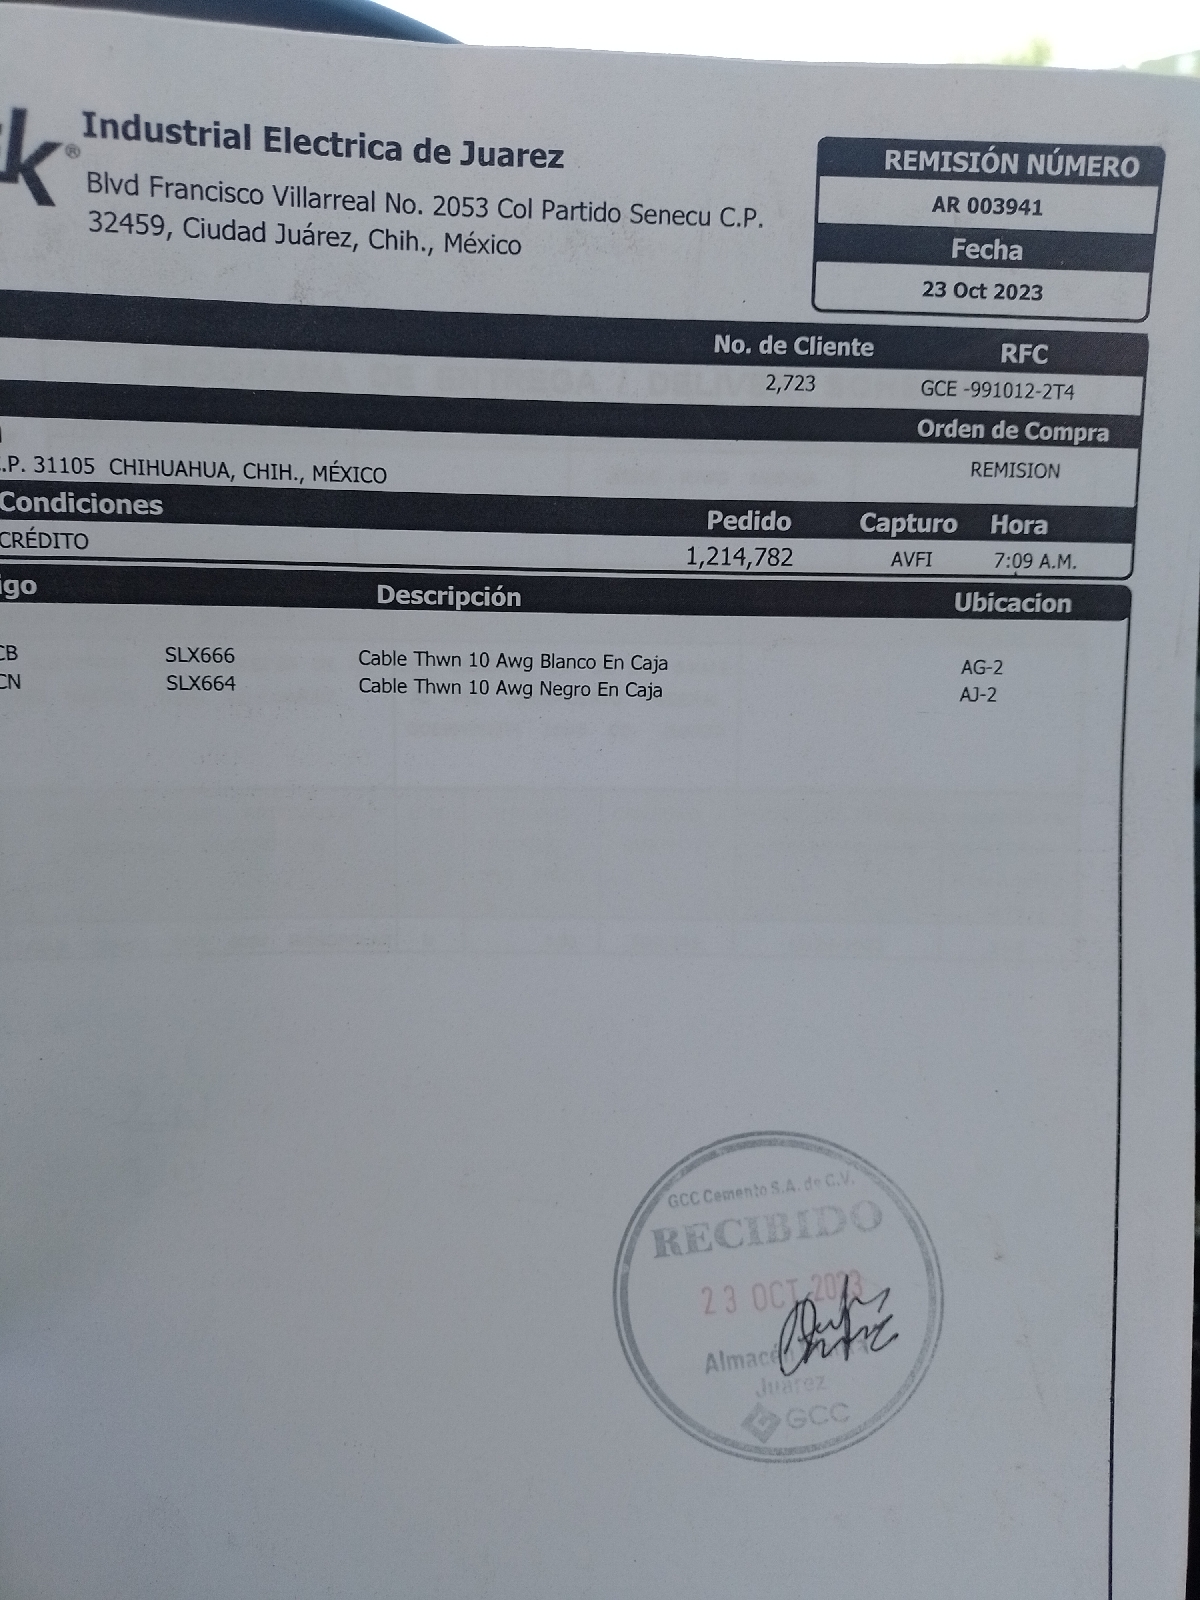 k®
Industrial Electrica de Juarez
Blvd Francisco Villarreal No. 2053 Col Partido Senecu C.P.
32459, Ciudad Juárez, Chih., México
REMISIÓN NÚMERO
AR 003941
Fecha
23 Oct 2023
No. de Cliente RFC
2,723 GCE -991012-2T4
Orden de Compra
.P. 31105 CHIHUAHUA, CHIH., MÉXICO REMISION
Condiciones Pedido Capturo Hora
CRÉDITO 1,214,782 AVFI 7:09 A.M.
igo Descripción Ubicacion
CB SLX666 Cable Thwn 10 Awg Blanco En Caja AG-2
CN SLX664 Cable Thwn 10 Awg Negro En Caja AJ-2
GCC Cemento S.A. de C.V.
RECIBIDO
23 OCT 2023
Almacén
Juarez
GCC